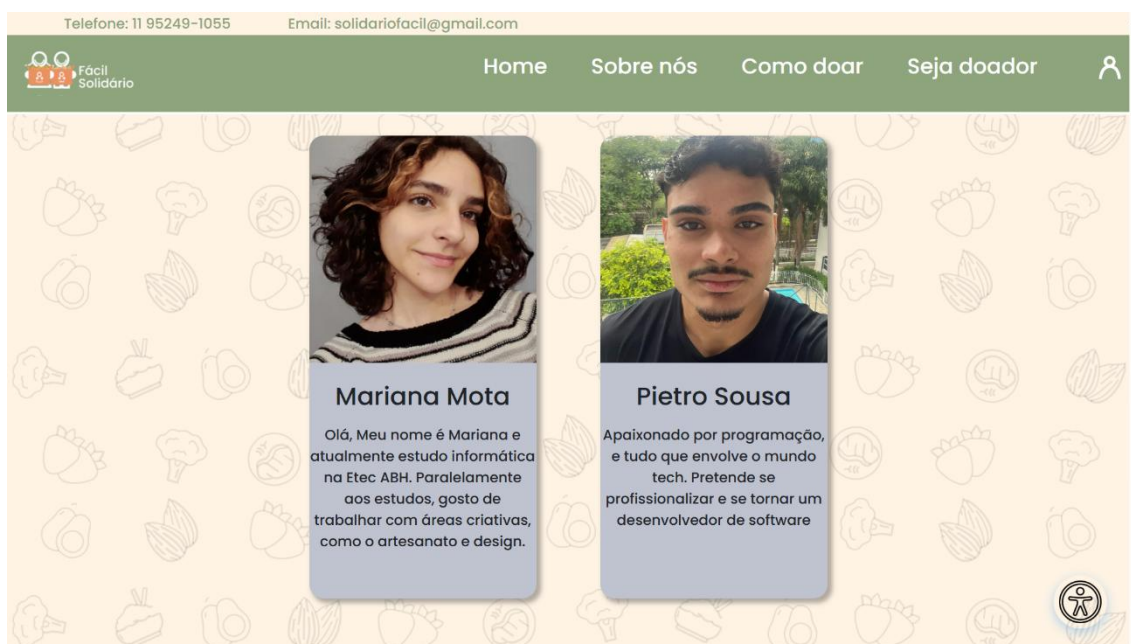 Telefone: 11 95249-1055 Email: solidariofacil@gmail.com
Fácil
Solidário
Home Sobre nós Como doar Seja doador
Mariana Mota
Olá, Meu nome é Mariana e
atualmente estudo informática
na Etec ABH. Paralelamente
aos estudos, gosto de
trabalhar com áreas criativas,
como o artesanato e design.
Pietro Sousa
Apaixonado por programação,
e tudo que envolve o mundo
tech. Pretende se
profissionalizar e se tornar um
desenvolvedor de software